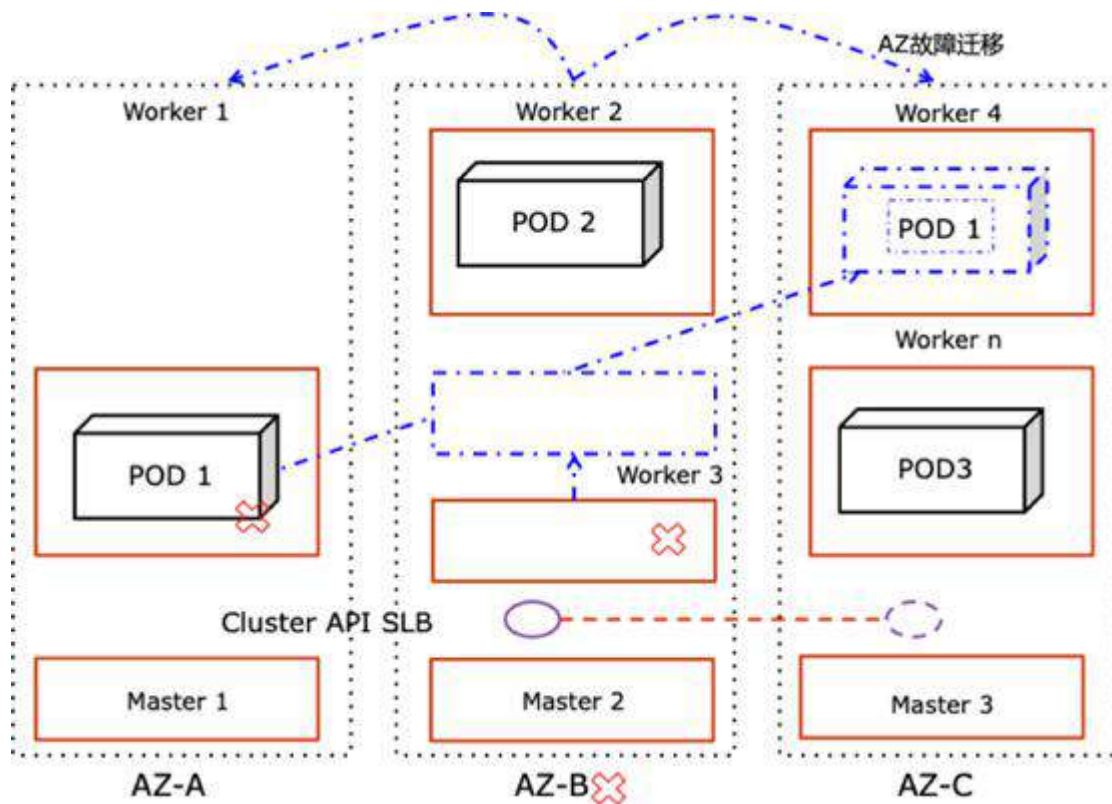 AZ故障迁移
Worker 1
Worker 2
Worker 4
POD 2
POD 1
Worker n
POD 1
Worker 3
POD3
Cluster API SLB
Master 1
Master 2
Master 3
AZ-A
AZ-B
AZ-C